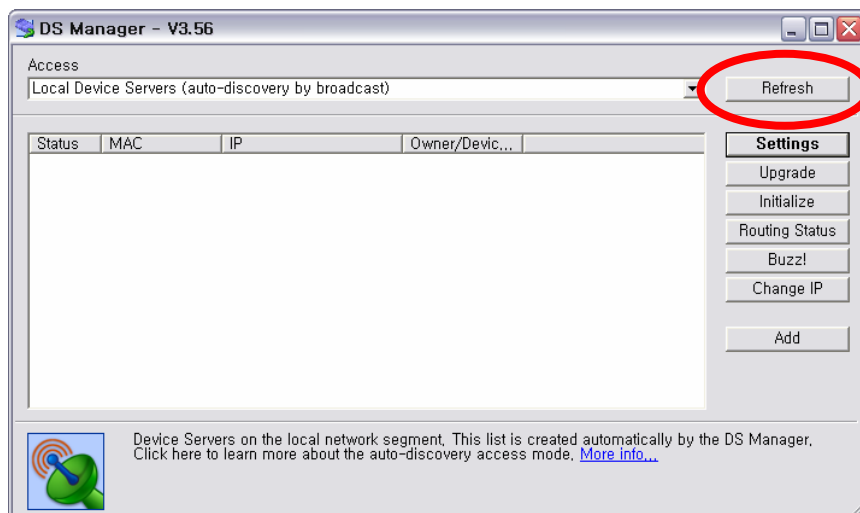 DS Manager - V3.56
Access
Local Device Servers (auto-discovery by broadcast)
Refresh
Status MAC IP Owner/Devic...
Settings
Upgrade
Initialize
Routing Status
Buzz!
Change IP
Add
Device Servers on the local network segment. This list is created automatically by the DS Manager.
Click here to learn more about the auto-discovery access mode. More info...